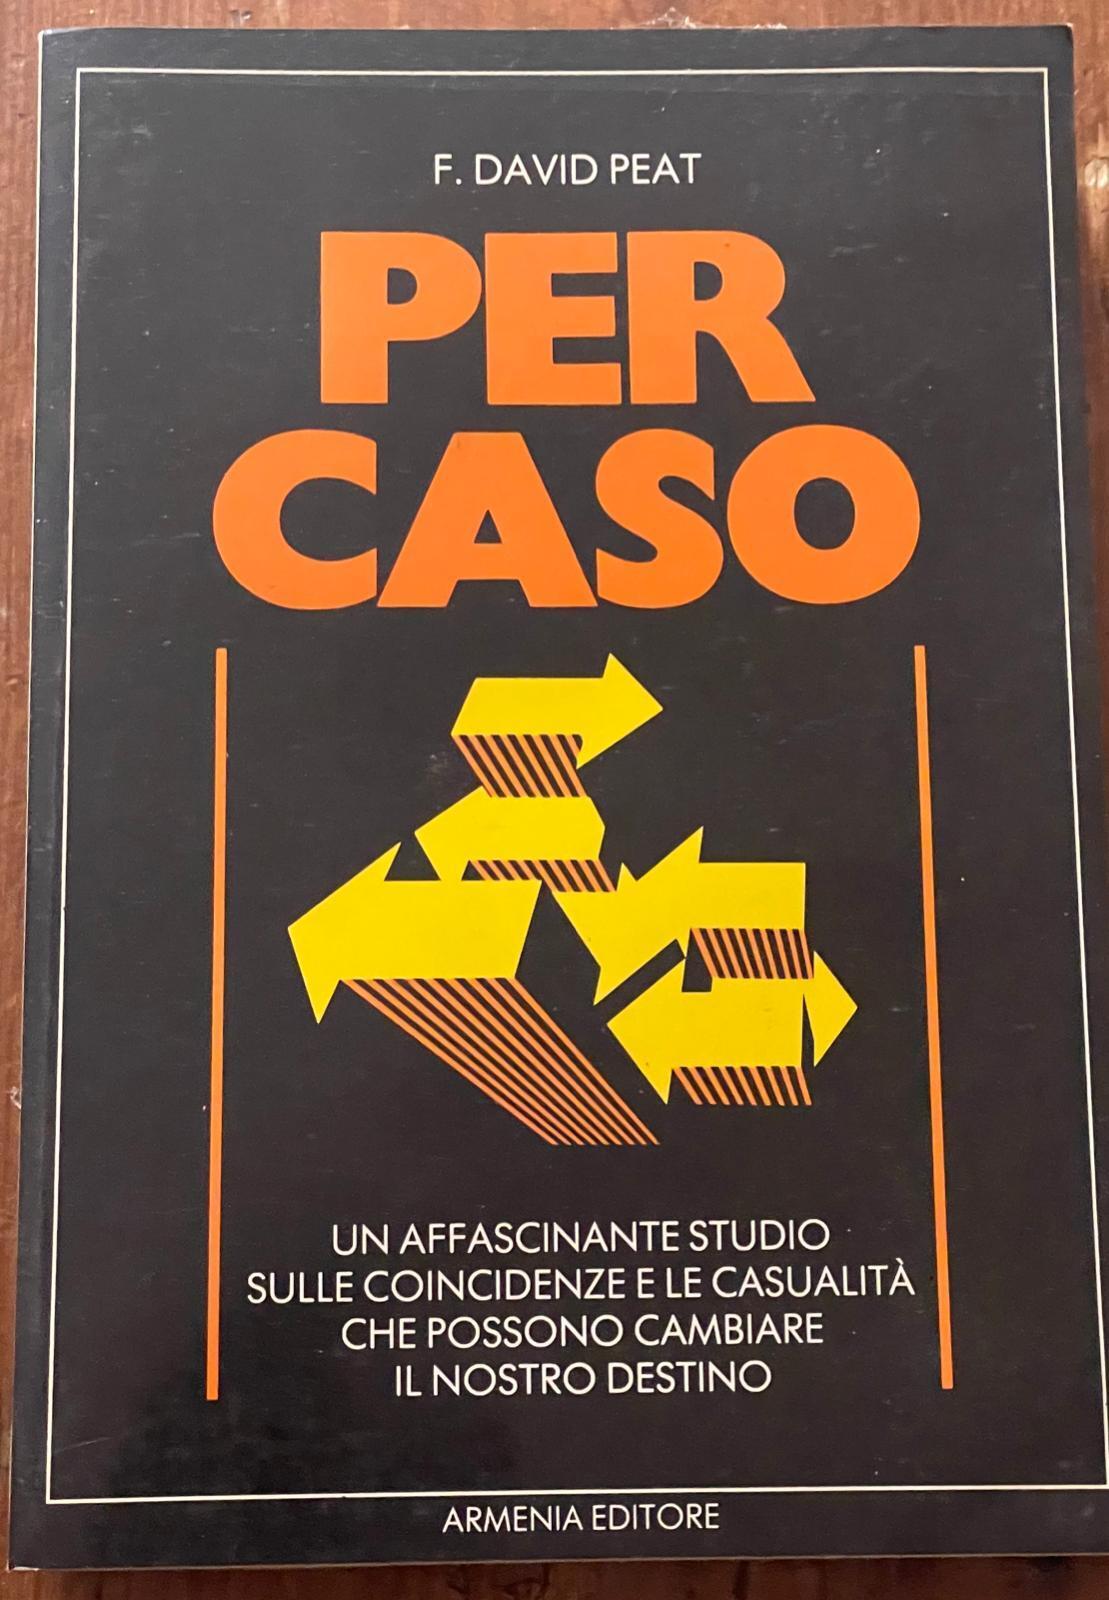 F. DAVID PEAT
PER
CASO
UN AFFASCINANTE STUDIO
SULLE COINCIDENZE E LE CASUALITÀ
CHE POSSONO CAMBIARE
IL NOSTRO DESTINO
ARMENIA EDITORE